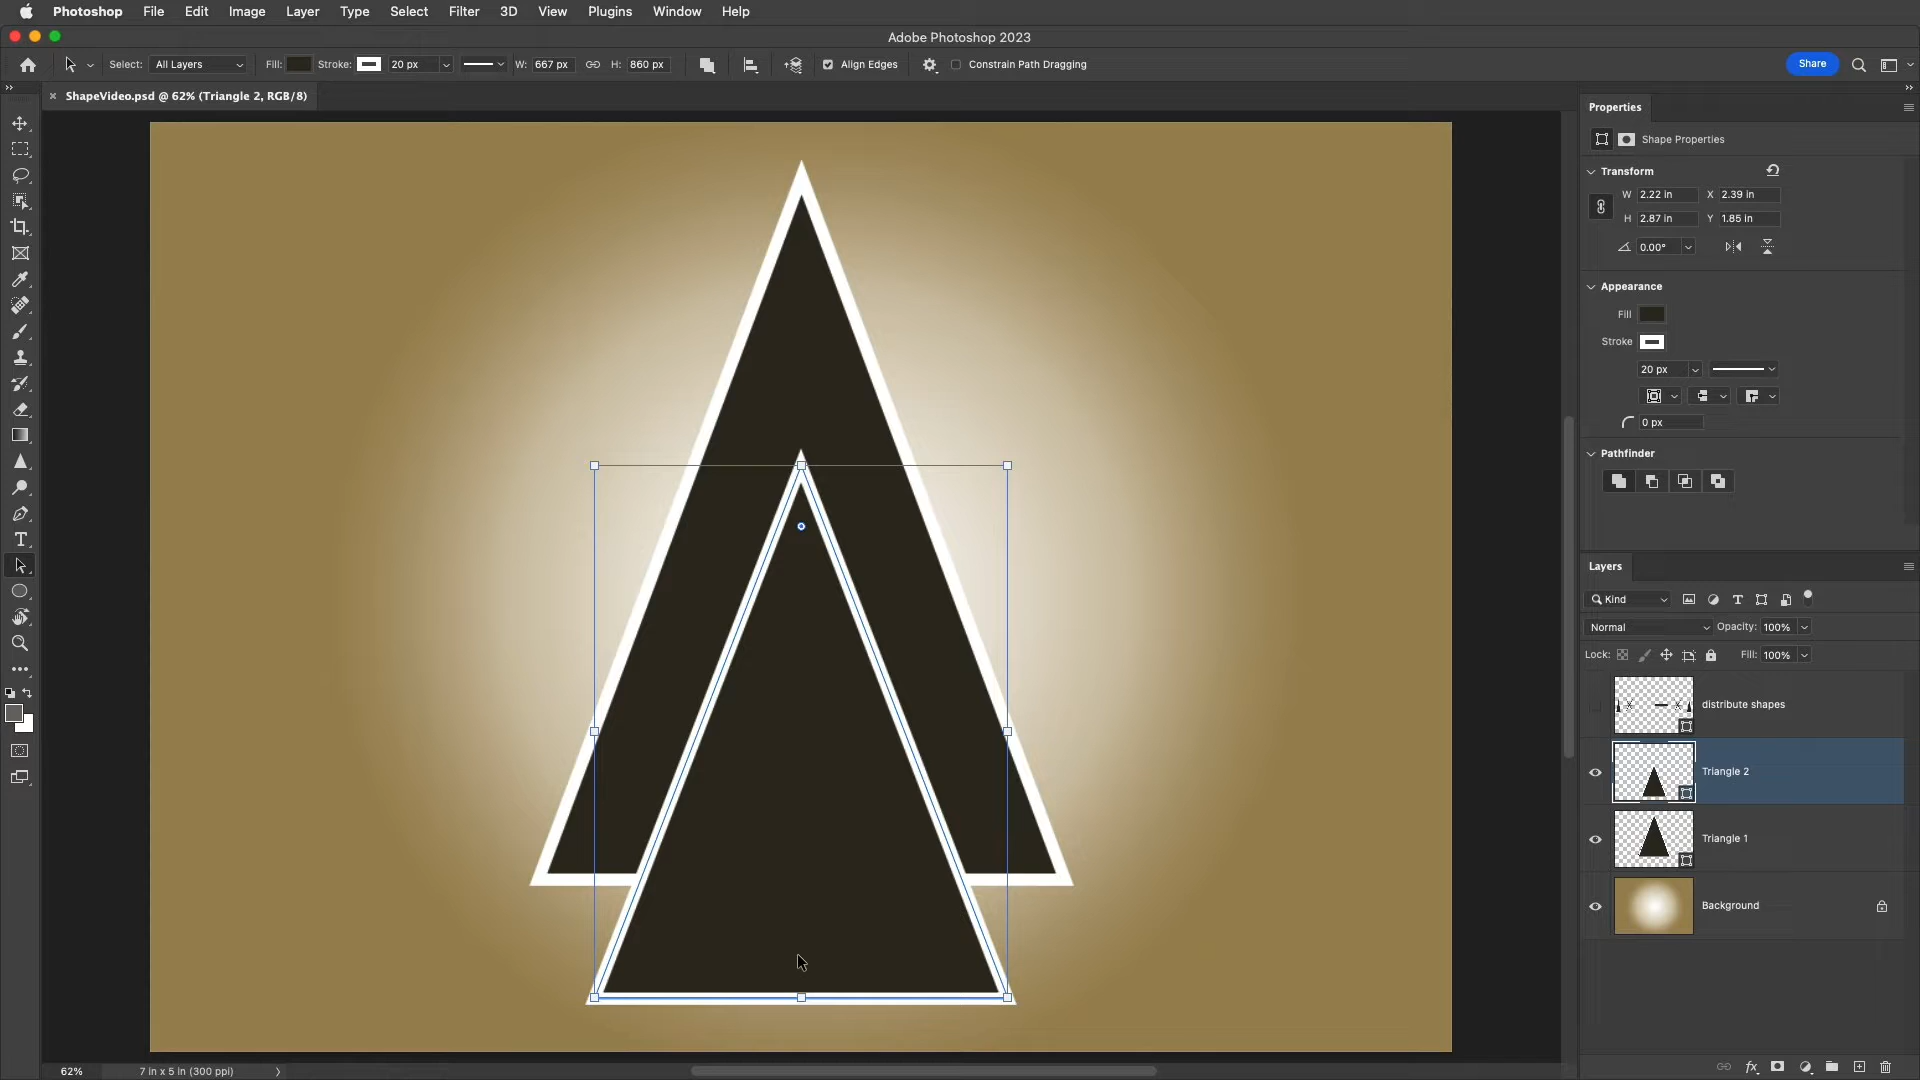 Photoshop File Edit Image Layer Type Select Filter 3D View Plugins Window Help
Adobe Photoshop 2023
Select: All Layers Fill: Stroke: 20 px W: 667 px H: 860 px Align Edges Constrain Path Dragging Share
× ShapeVideo.psd @ 62% (Triangle 2, RGB/8)
Properties
Shape Properties
Transform
W 2.22 in X 2.39 in
H 2.87 in Y 1.85 in
0.00°
Appearance
Fill
Stroke
20 px
0 px
Pathfinder
Layers
Kind
Normal Opacity: 100%
Lock: Fill: 100%
distribute shapes
Triangle 2
Triangle 1
Background
62% 7 in x 5 in (300 ppi)